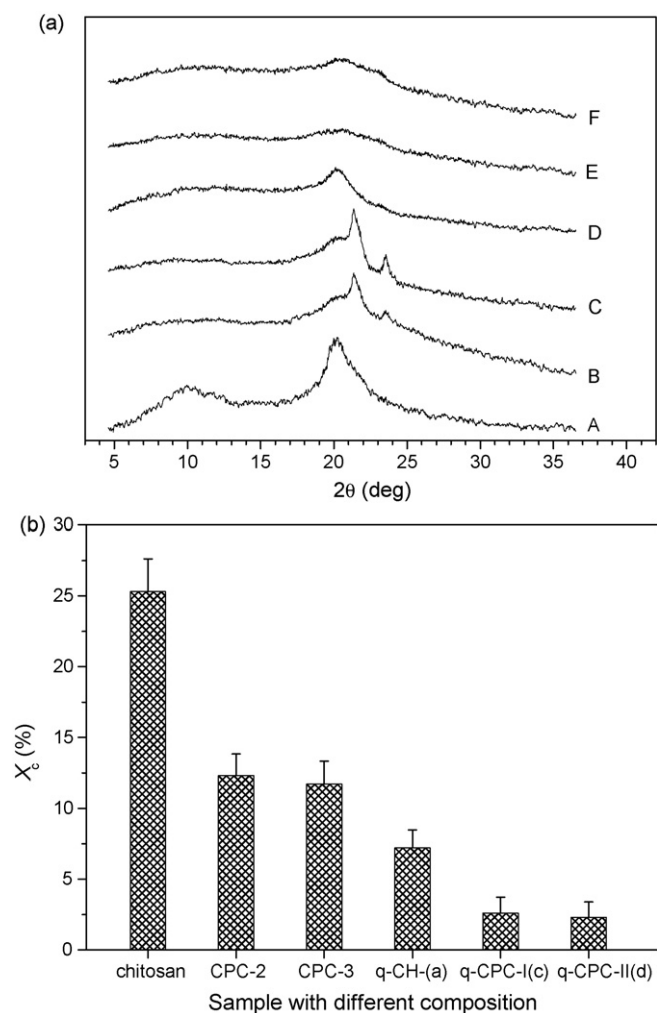 (a)
F
E
D
C
B
A
5 10 15 20 25 30 35 40
2θ (deg)
(b)
30
25
20
15
10
5
0
X_c (%)
chitosan CPC-2 CPC-3 q-CH-(a) q-CPC-I(c) q-CPC-II(d)
Sample with different composition